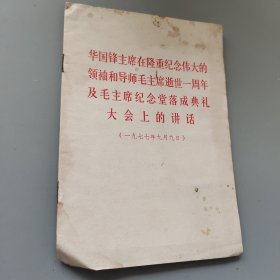 华国锋主席在隆重纪念伟大的
领袖和导师毛主席逝世一周年
及毛主席纪念堂落成典礼
大会上的讲话
(一九七七年九月九日)